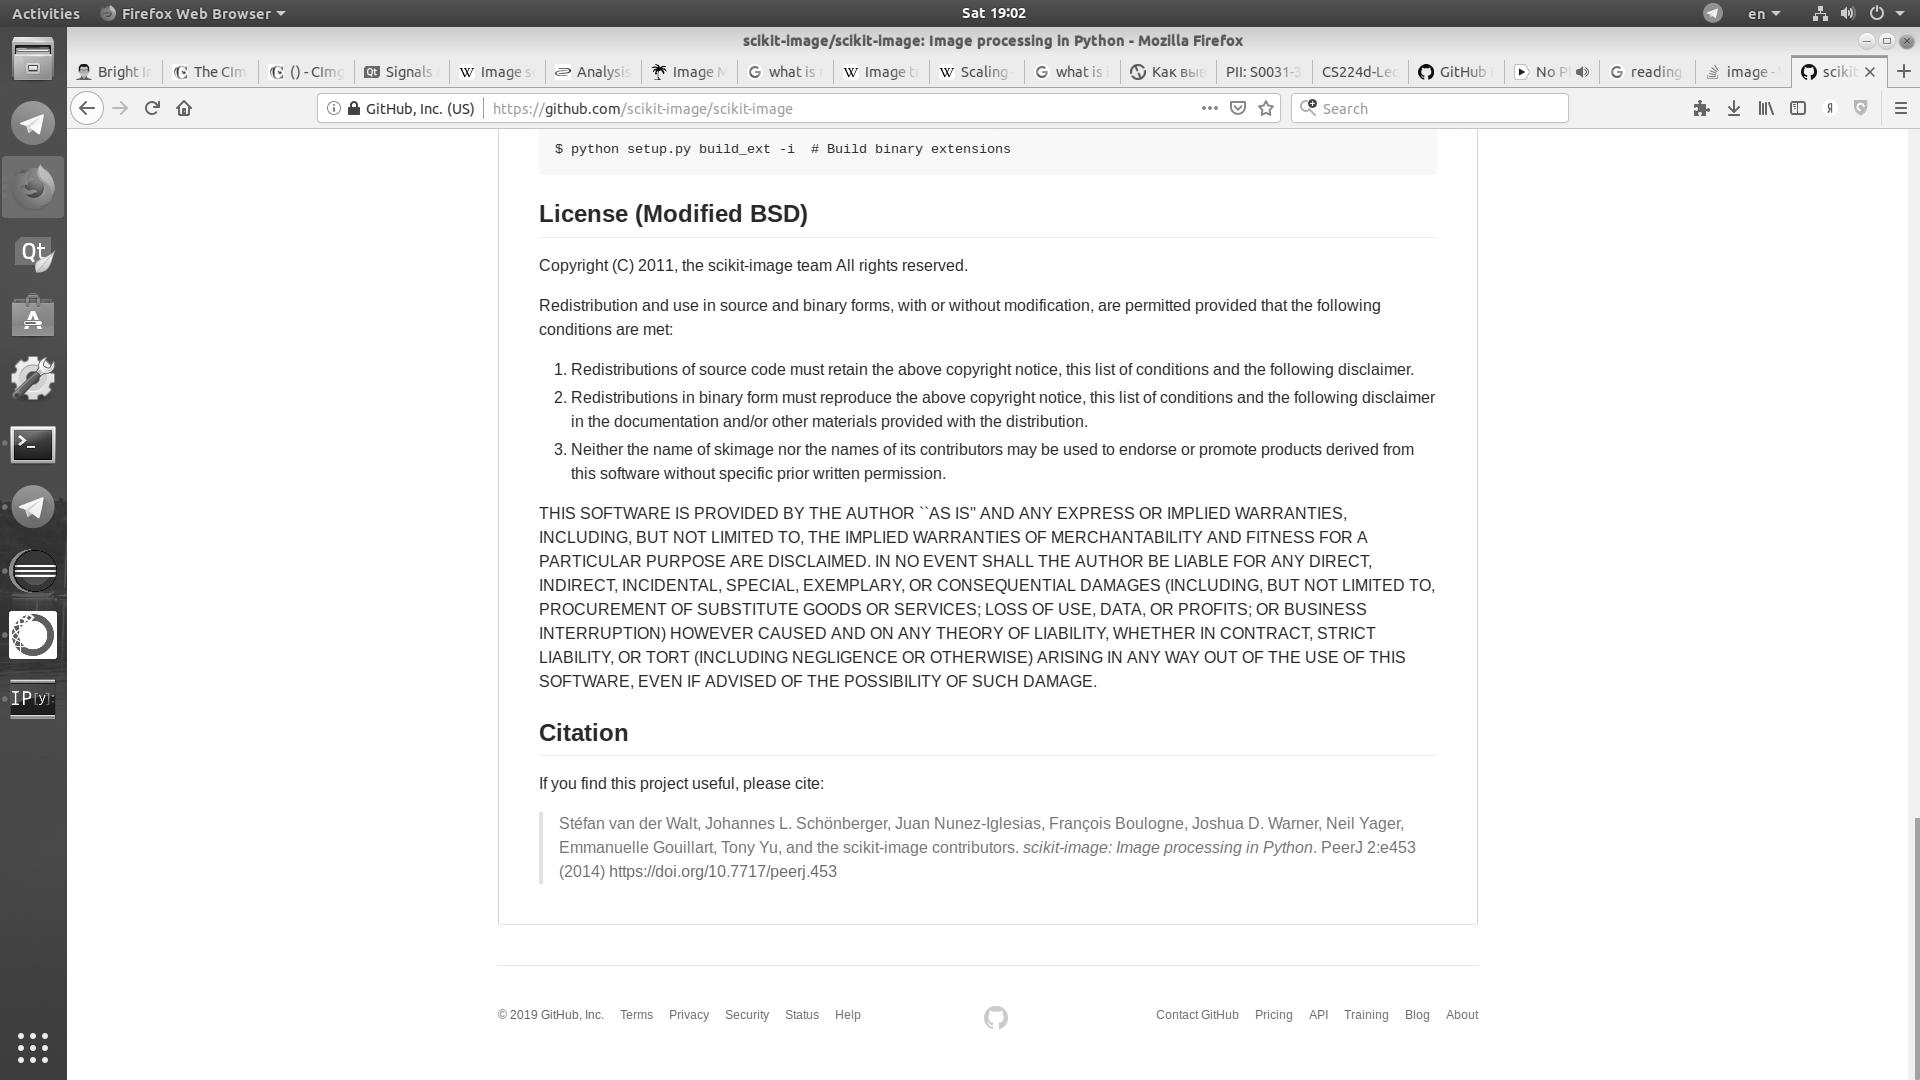 Activities
Firefox Web Browser
Sat 19:02
en
scikit-image/scikit-image: Image processing in Python - Mozilla Firefox
Bright I
The CIm
() - CImg
Signals
Image s
Analysis
Image M
what is
Image t
Scaling
what is
Как выв
PII: S0031-3
CS224d-Lec
GitHub
No P
reading
image -
scikit
GitHub, Inc. (US)
https://github.com/scikit-image/scikit-image
Search
$ python setup.py build_ext -i  # Build binary extensions
License (Modified BSD)
Copyright (C) 2011, the scikit-image team All rights reserved.
Redistribution and use in source and binary forms, with or without modification, are permitted provided that the following
conditions are met:
1. Redistributions of source code must retain the above copyright notice, this list of conditions and the following disclaimer.
2. Redistributions in binary form must reproduce the above copyright notice, this list of conditions and the following disclaimer
in the documentation and/or other materials provided with the distribution.
3. Neither the name of skimage nor the names of its contributors may be used to endorse or promote products derived from
this software without specific prior written permission.
THIS SOFTWARE IS PROVIDED BY THE AUTHOR ``AS IS'' AND ANY EXPRESS OR IMPLIED WARRANTIES,
INCLUDING, BUT NOT LIMITED TO, THE IMPLIED WARRANTIES OF MERCHANTABILITY AND FITNESS FOR A
PARTICULAR PURPOSE ARE DISCLAIMED. IN NO EVENT SHALL THE AUTHOR BE LIABLE FOR ANY DIRECT,
INDIRECT, INCIDENTAL, SPECIAL, EXEMPLARY, OR CONSEQUENTIAL DAMAGES (INCLUDING, BUT NOT LIMITED TO,
PROCUREMENT OF SUBSTITUTE GOODS OR SERVICES; LOSS OF USE, DATA, OR PROFITS; OR BUSINESS
INTERRUPTION) HOWEVER CAUSED AND ON ANY THEORY OF LIABILITY, WHETHER IN CONTRACT, STRICT
LIABILITY, OR TORT (INCLUDING NEGLIGENCE OR OTHERWISE) ARISING IN ANY WAY OUT OF THE USE OF THIS
SOFTWARE, EVEN IF ADVISED OF THE POSSIBILITY OF SUCH DAMAGE.
Citation
If you find this project useful, please cite:
Stéfan van der Walt, Johannes L. Schönberger, Juan Nunez-Iglesias, François Boulogne, Joshua D. Warner, Neil Yager,
Emmanuelle Gouillart, Tony Yu, and the scikit-image contributors. scikit-image: Image processing in Python. PeerJ 2:e453
(2014) https://doi.org/10.7717/peerj.453
© 2019 GitHub, Inc.
Terms
Privacy
Security
Status
Help
Contact GitHub
Pricing
API
Training
Blog
About
Qt
IP[y]: